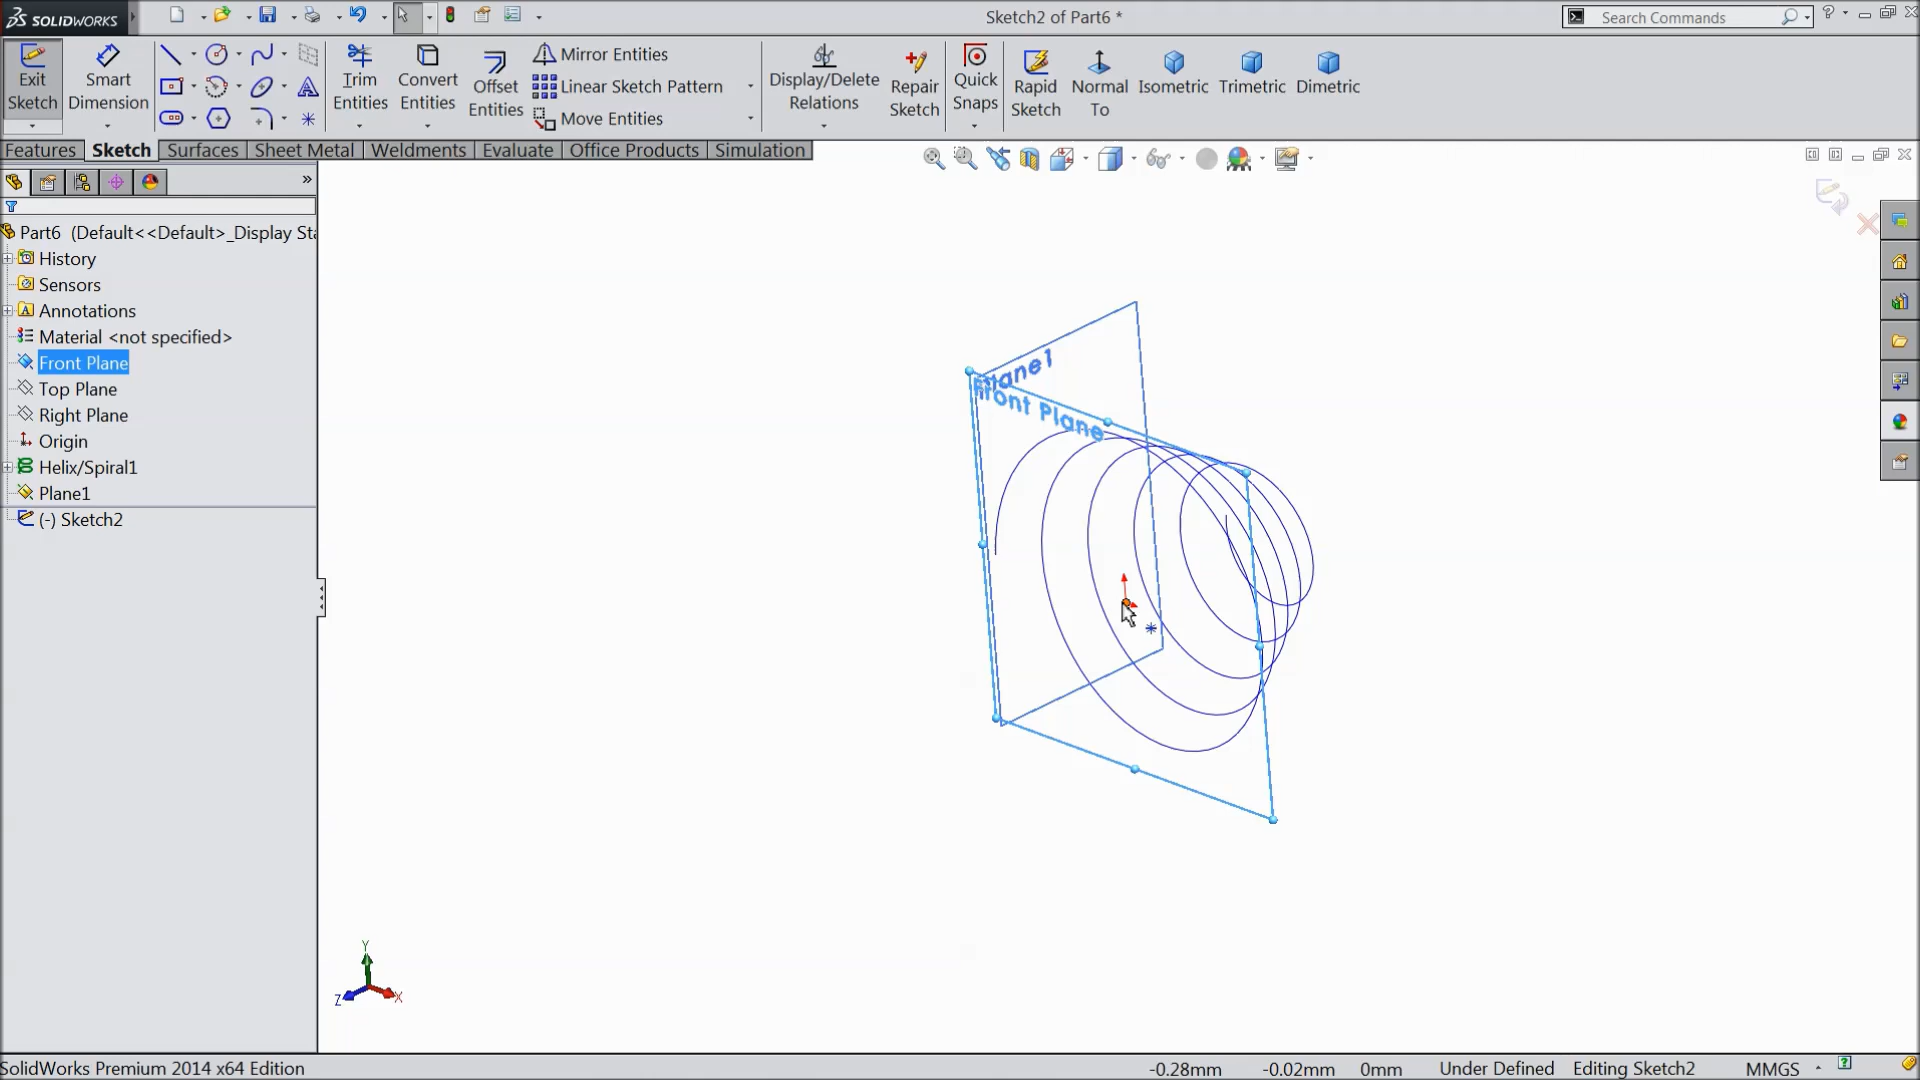 SOLIDWORKS
Sketch2 of Part6 *
Search Commands
?
Exit Sketch
Smart Dimension
Trim Entities
Convert Entities
Offset Entities
Mirror Entities
Linear Sketch Pattern
Move Entities
Display/Delete Relations
Repair Sketch
Quick Snaps
Rapid Sketch
Normal To
Isometric
Trimetric
Dimetric
Features
Sketch
Surfaces
Sheet Metal
Weldments
Evaluate
Office Products
Simulation
»
Part6 (Default<<Default>_Display Sta
History
Sensors
Annotations
Material <not specified>
Front Plane
Top Plane
Right Plane
Origin
Helix/Spiral1
Plane1
(-) Sketch2
Plane1
Front Plane
Y
Z
X
SolidWorks Premium 2014 x64 Edition
-0.28mm
-0.02mm
0mm
Under Defined
Editing Sketch2
MMGS
?